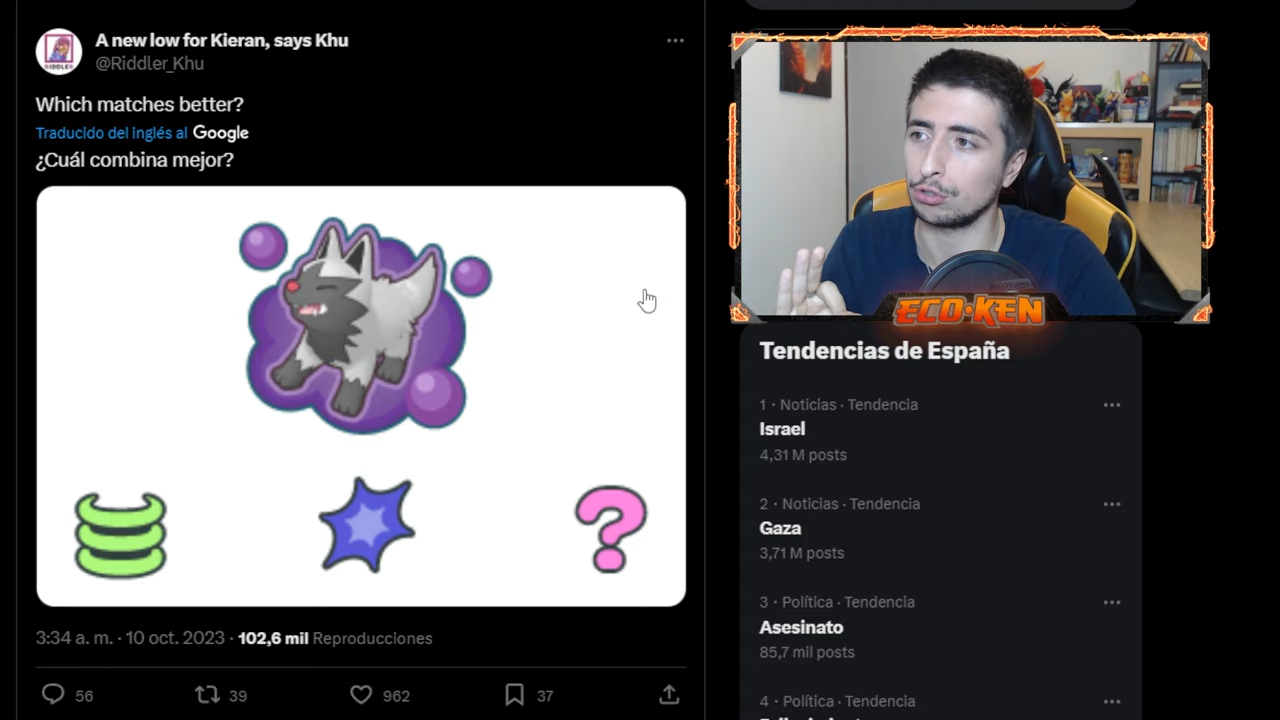 A new low for Kieran, says Khu
@Riddler_Khu
Which matches better?
Traducido del inglés al Google
¿Cuál combina mejor?
?
3:34 a. m. · 10 oct. 2023 · 102,6 mil Reproducciones
56
39
962
37
ECO·KEN
Tendencias de España
1 · Noticias · Tendencia
Israel
4,31 M posts
2 · Noticias · Tendencia
Gaza
3,71 M posts
3 · Política · Tendencia
Asesinato
85,7 mil posts
4 · Política · Tendencia